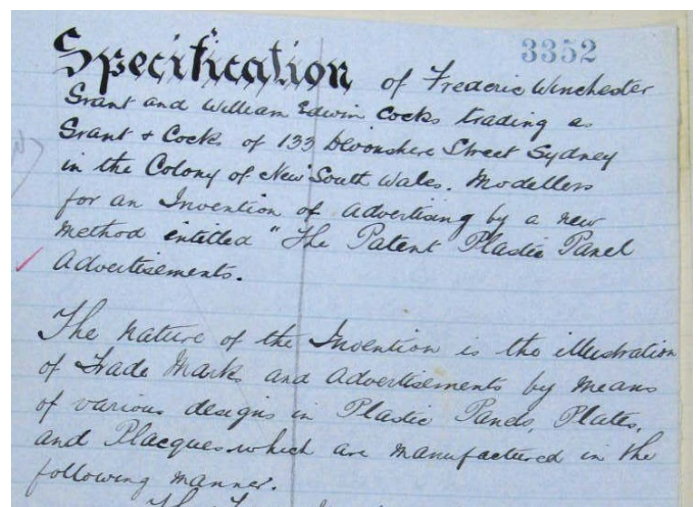 3352
Specification of Frederic Winchester
Grant and William Edwin Cocks trading as
Grant + Cocks of 133 Devonshire Street Sydney
in the Colony of New South Wales. Modellers
for an Invention of advertising by a new
method entitled "The Patent Plastic Panel
Advertisements.
The nature of the Invention is the illustration
of Trade Marks and Advertisements by means
of various designs in Plastic Panels, Plates,
and Placques which are manufactured in the
following manner.